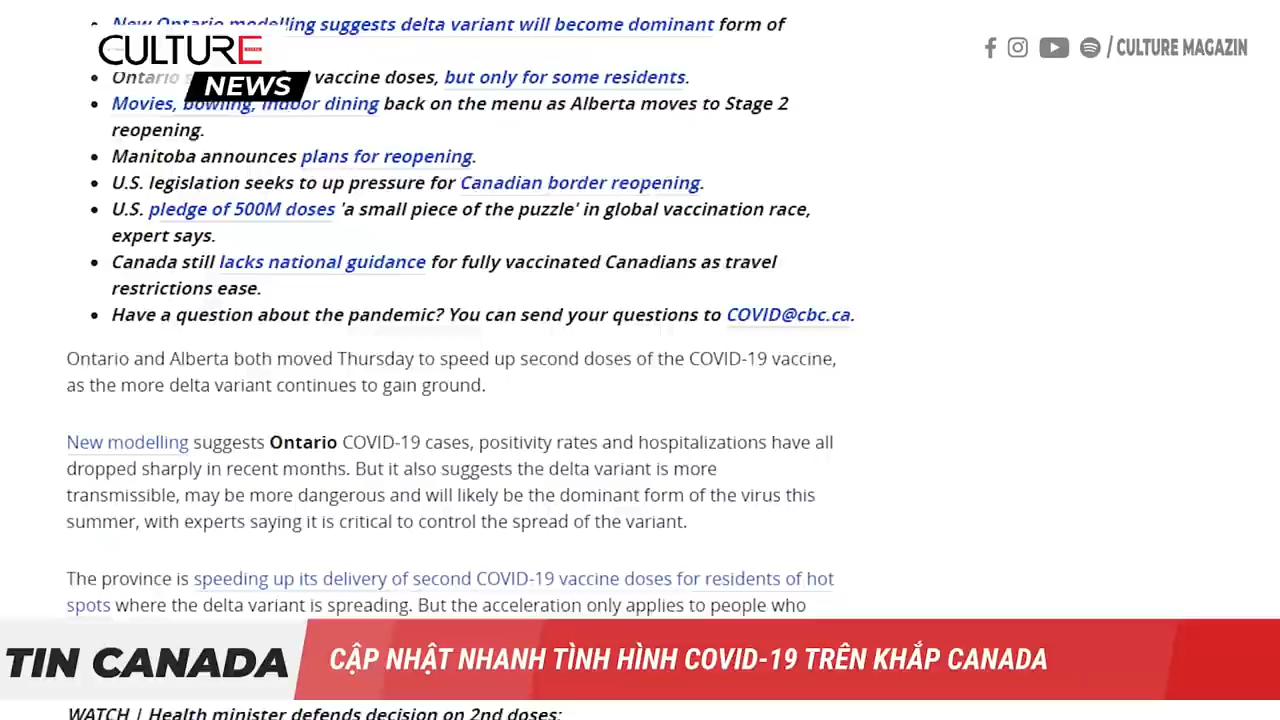 New Ontario modelling suggests delta variant will become dominant form of
CULTURE
NEWS
/ CULTURE MAGAZIN
Ontario vaccine doses, but only for some residents.
Movies, bowling, indoor dining back on the menu as Alberta moves to Stage 2
reopening.
Manitoba announces plans for reopening.
U.S. legislation seeks to up pressure for Canadian border reopening.
U.S. pledge of 500M doses 'a small piece of the puzzle' in global vaccination race,
expert says.
Canada still lacks national guidance for fully vaccinated Canadians as travel
restrictions ease.
Have a question about the pandemic? You can send your questions to COVID@cbc.ca.
Ontario and Alberta both moved Thursday to speed up second doses of the COVID-19 vaccine,
as the more delta variant continues to gain ground.
New modelling suggests Ontario COVID-19 cases, positivity rates and hospitalizations have all
dropped sharply in recent months. But it also suggests the delta variant is more
transmissible, may be more dangerous and will likely be the dominant form of the virus this
summer, with experts saying it is critical to control the spread of the variant.
The province is speeding up its delivery of second COVID-19 vaccine doses for residents of hot
spots where the delta variant is spreading. But the acceleration only applies to people who
TIN CANADA
CẬP NHẬT NHANH TÌNH HÌNH COVID-19 TRÊN KHẮP CANADA
WATCH | Health minister defends decision on 2nd doses: